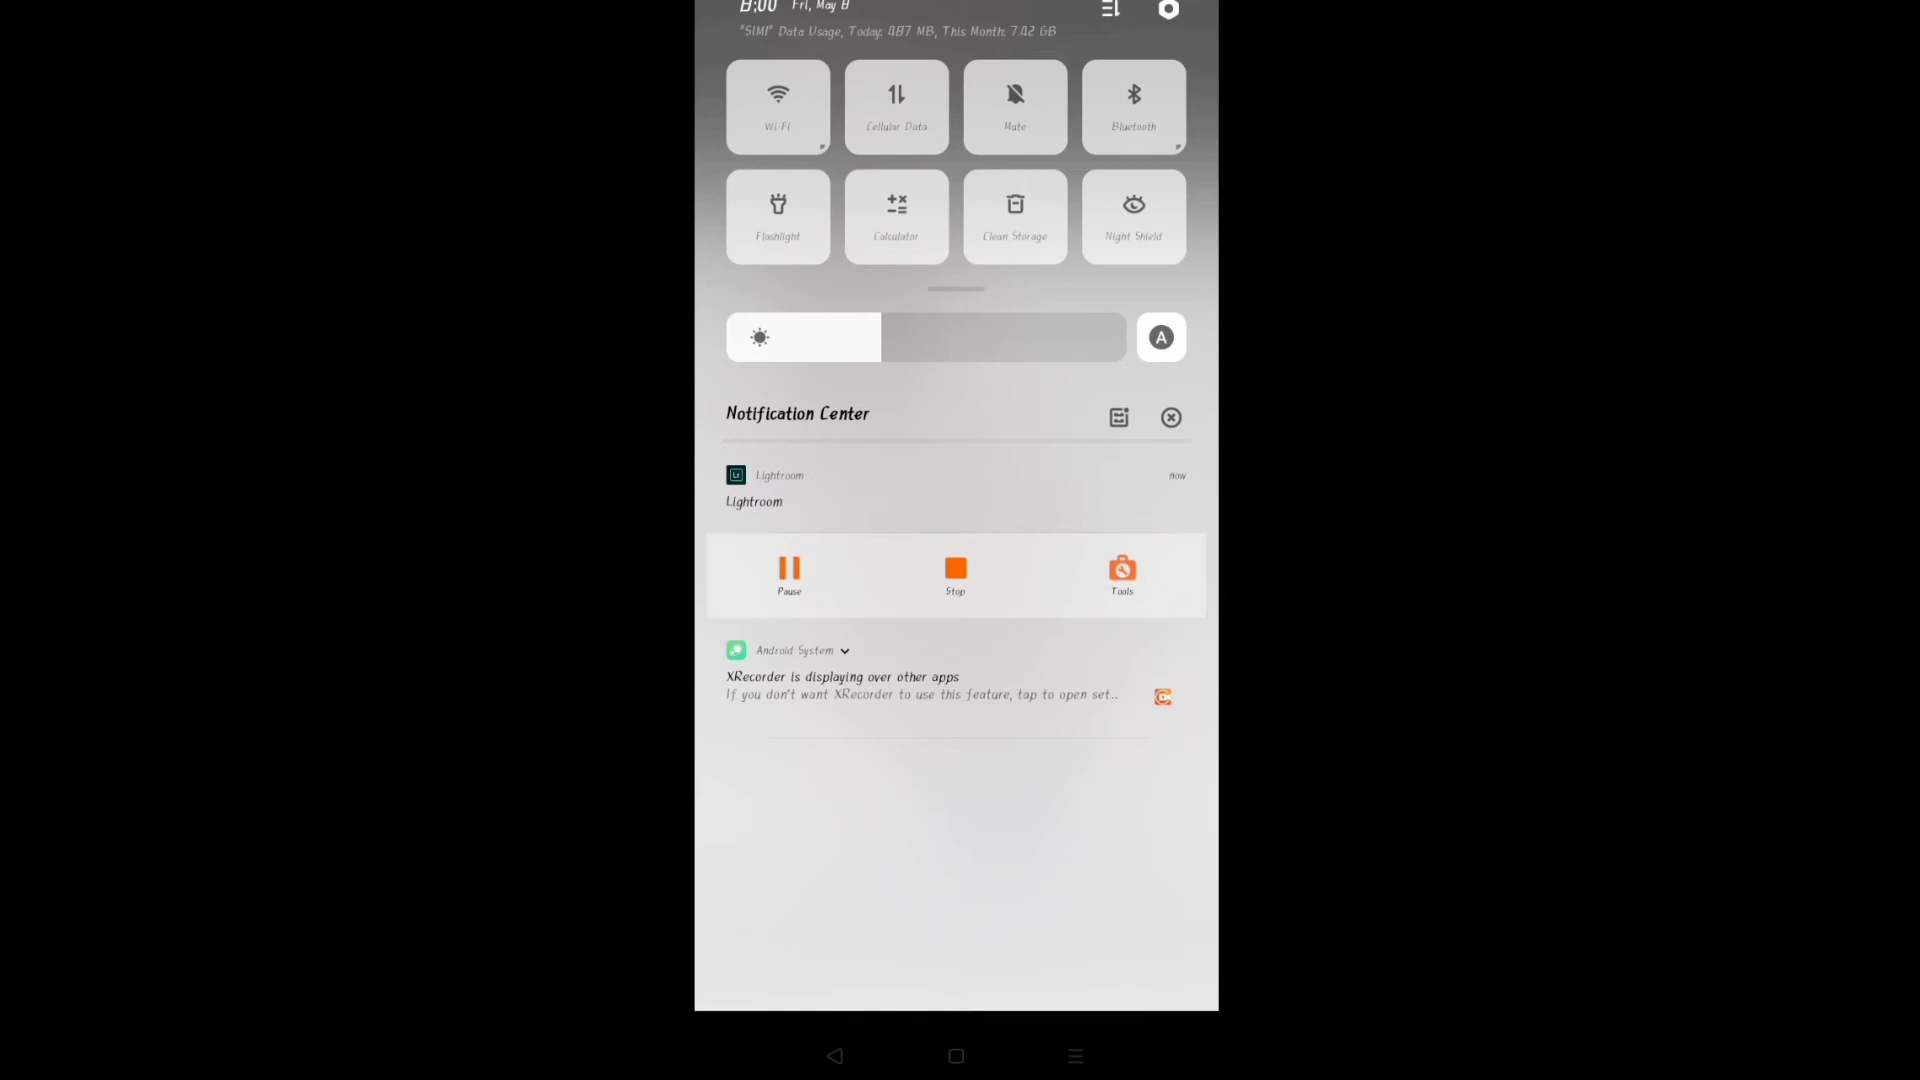 8:00 Fri, May 8
"SIM1" Data Usage, Today: 487 MB, This Month: 7.42 GB
Wi-Fi Cellular Data Mute Bluetooth
Flashlight Calculator Clean Storage Night Shield
A
Notification Center
Lr Lightroom now
Lightroom
Pause Stop Tools
Android System
XRecorder is displaying over other apps
If you don't want XRecorder to use this feature, tap to open set..